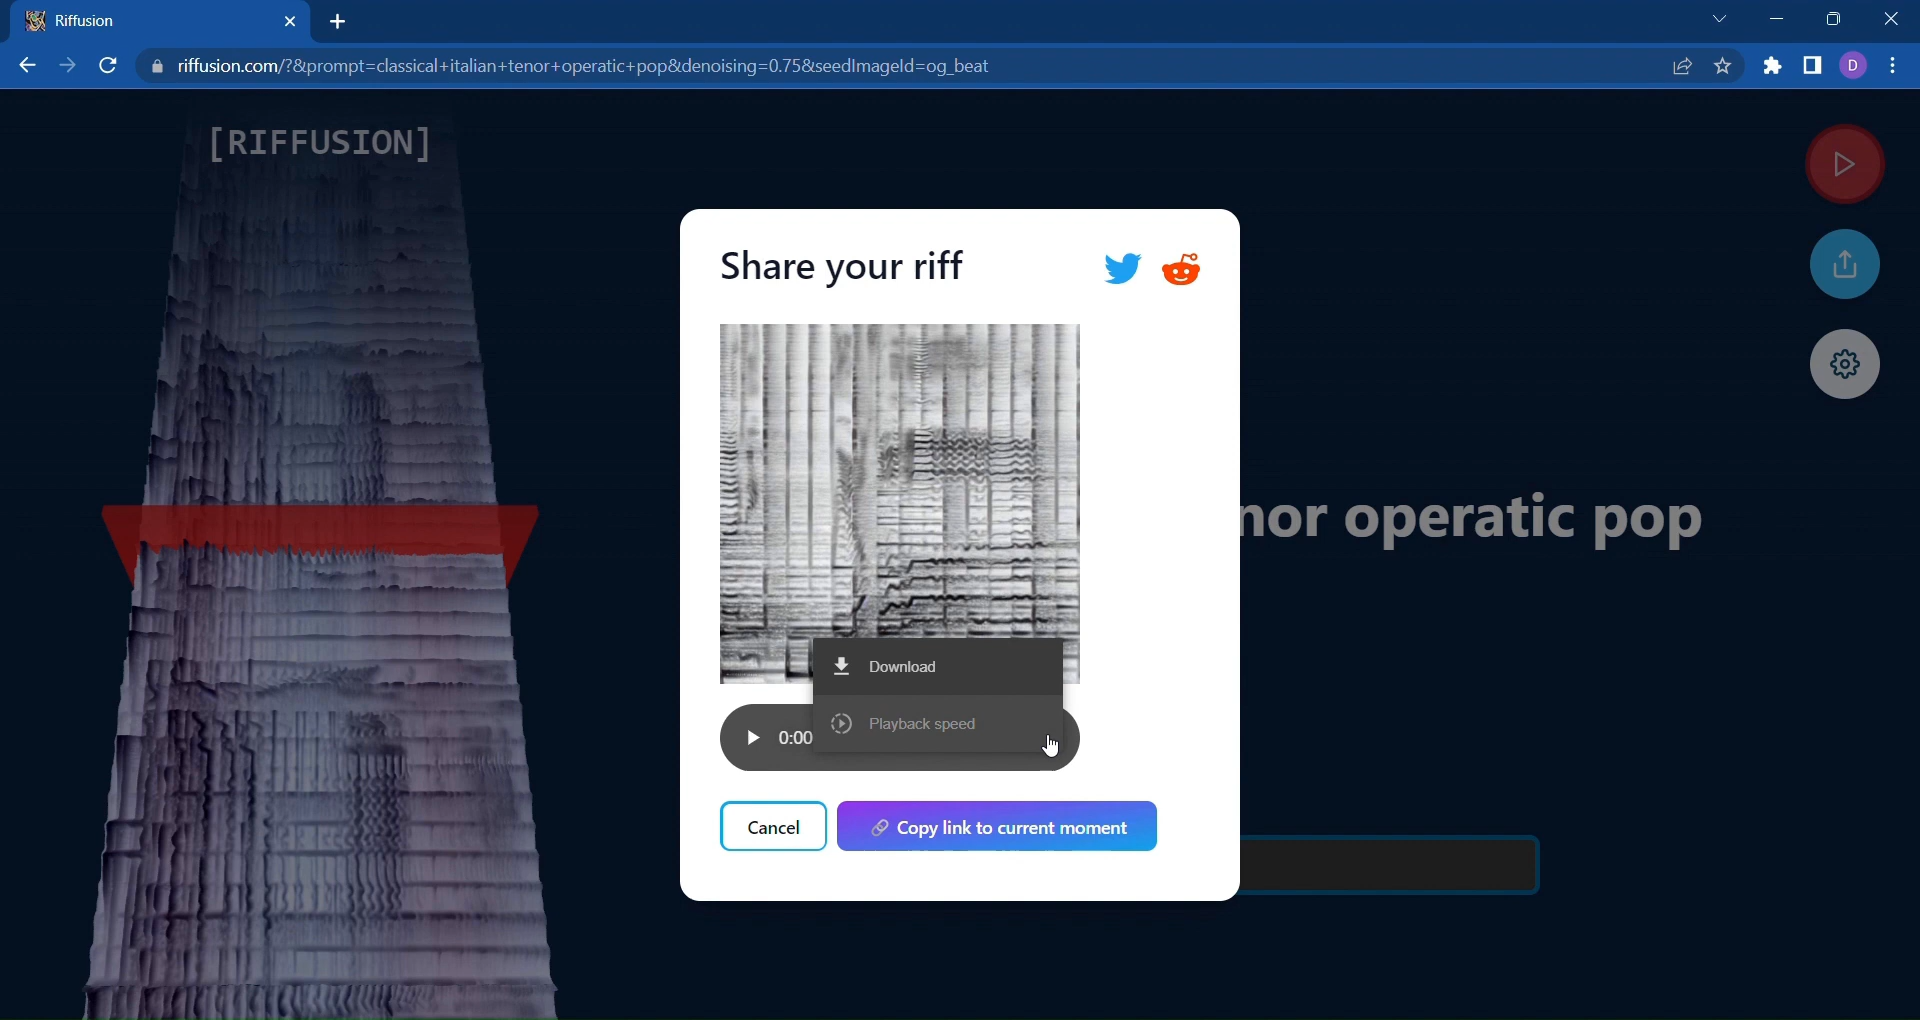 Riffusion
riffusion.com/?&prompt=classical+italian+tenor+operatic+pop&denoising=0.75&seedImageId=og_beat
D
[RIFFUSION]
Share your riff
nor operatic pop
Download
Playback speed
0:00
Cancel
Copy link to current moment